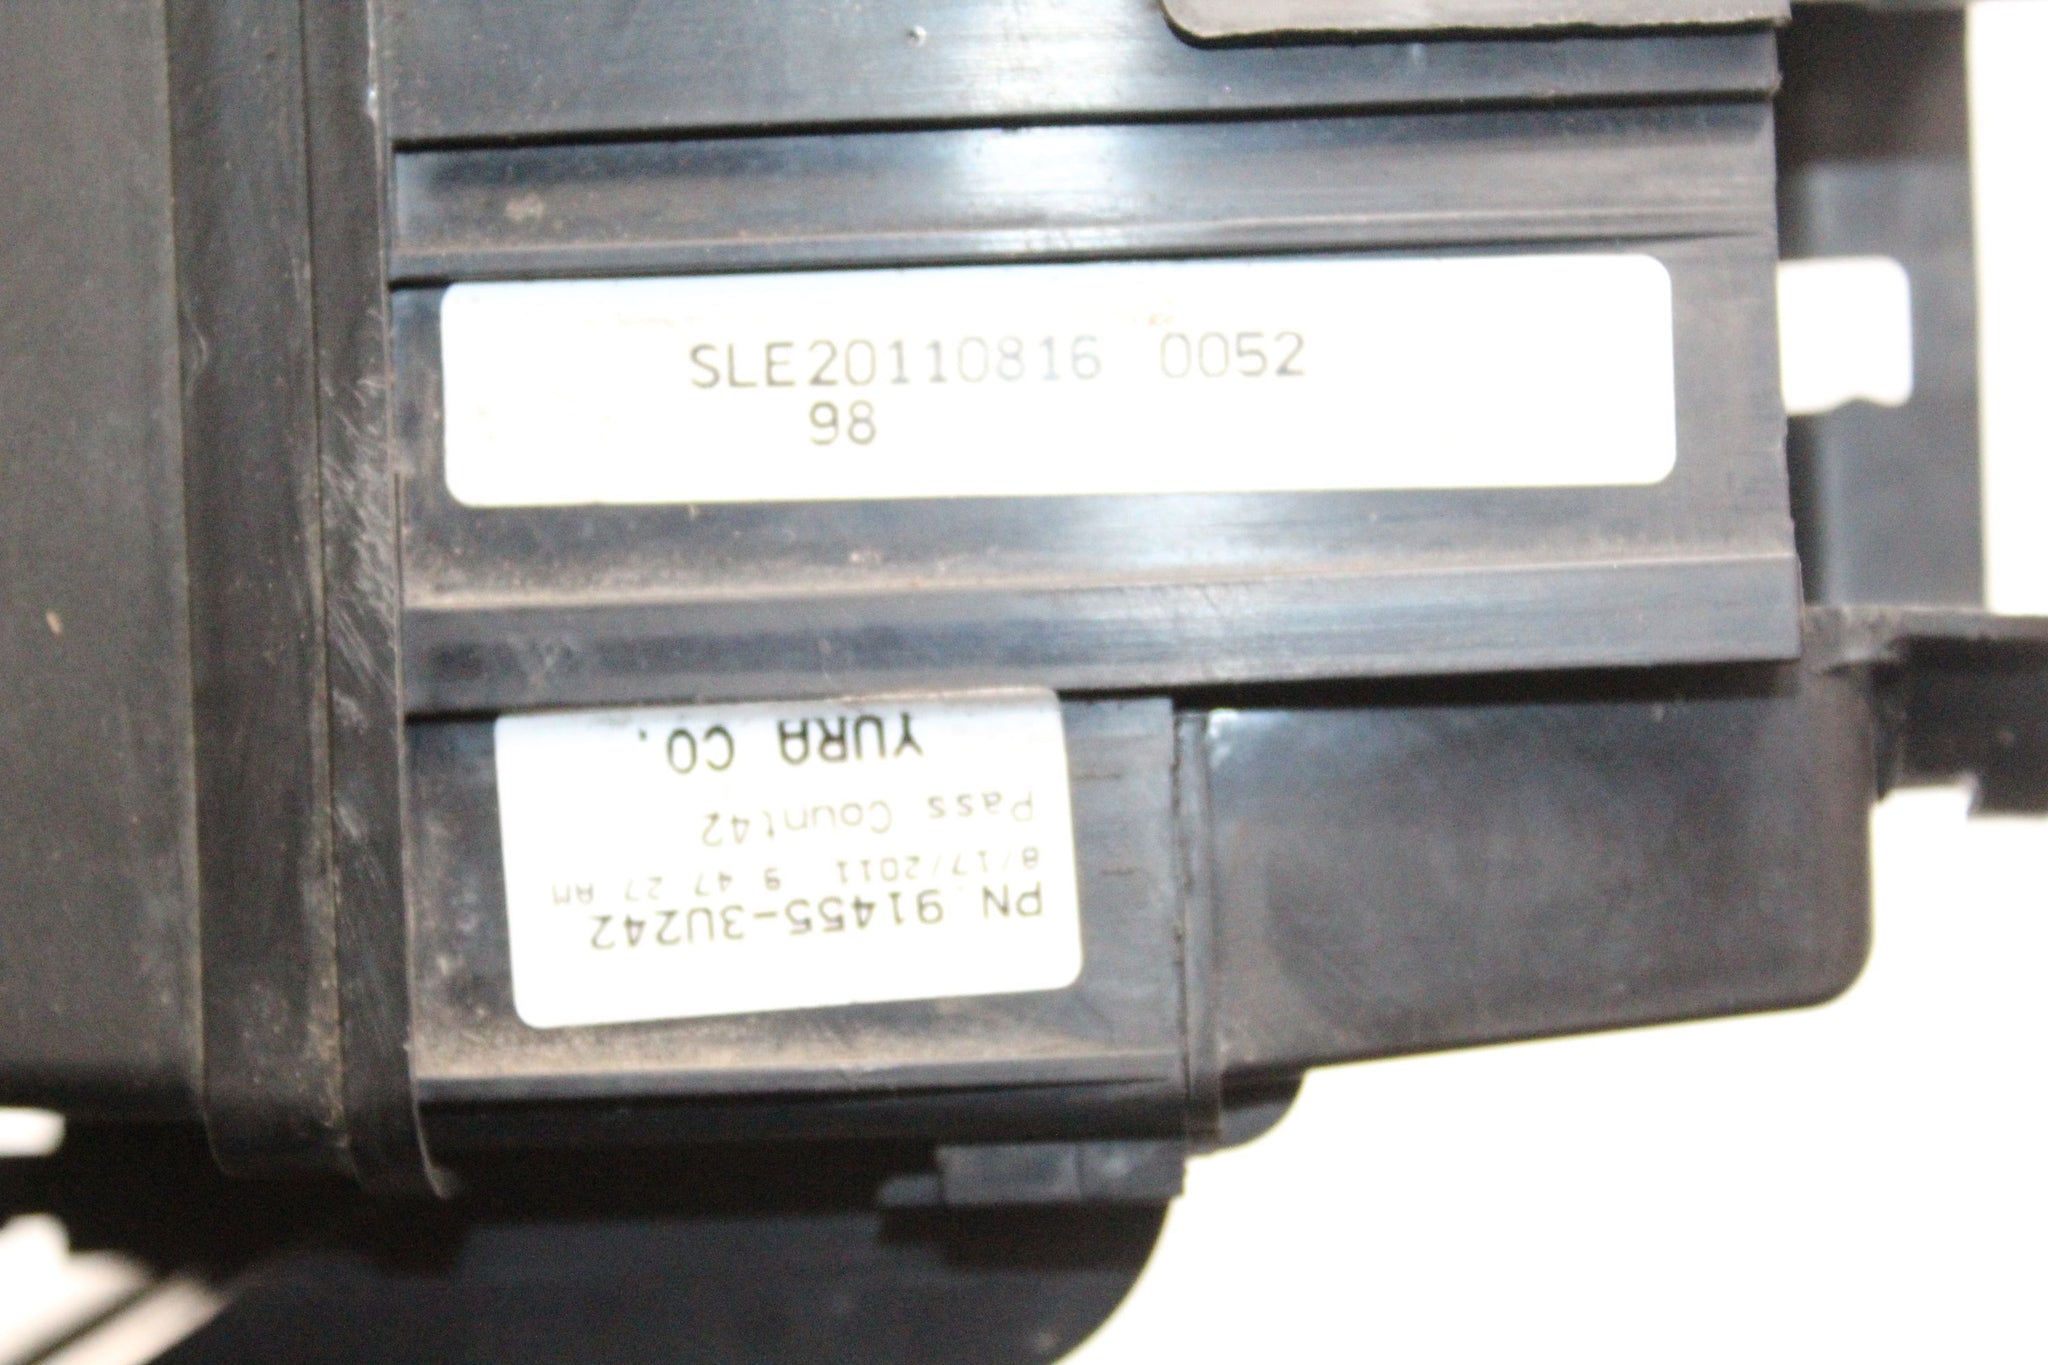 SLE20110816 0052
98
PN.91455-3U242
8/17/2011 9 47 27 AM
Pass Count42
YURA CO.